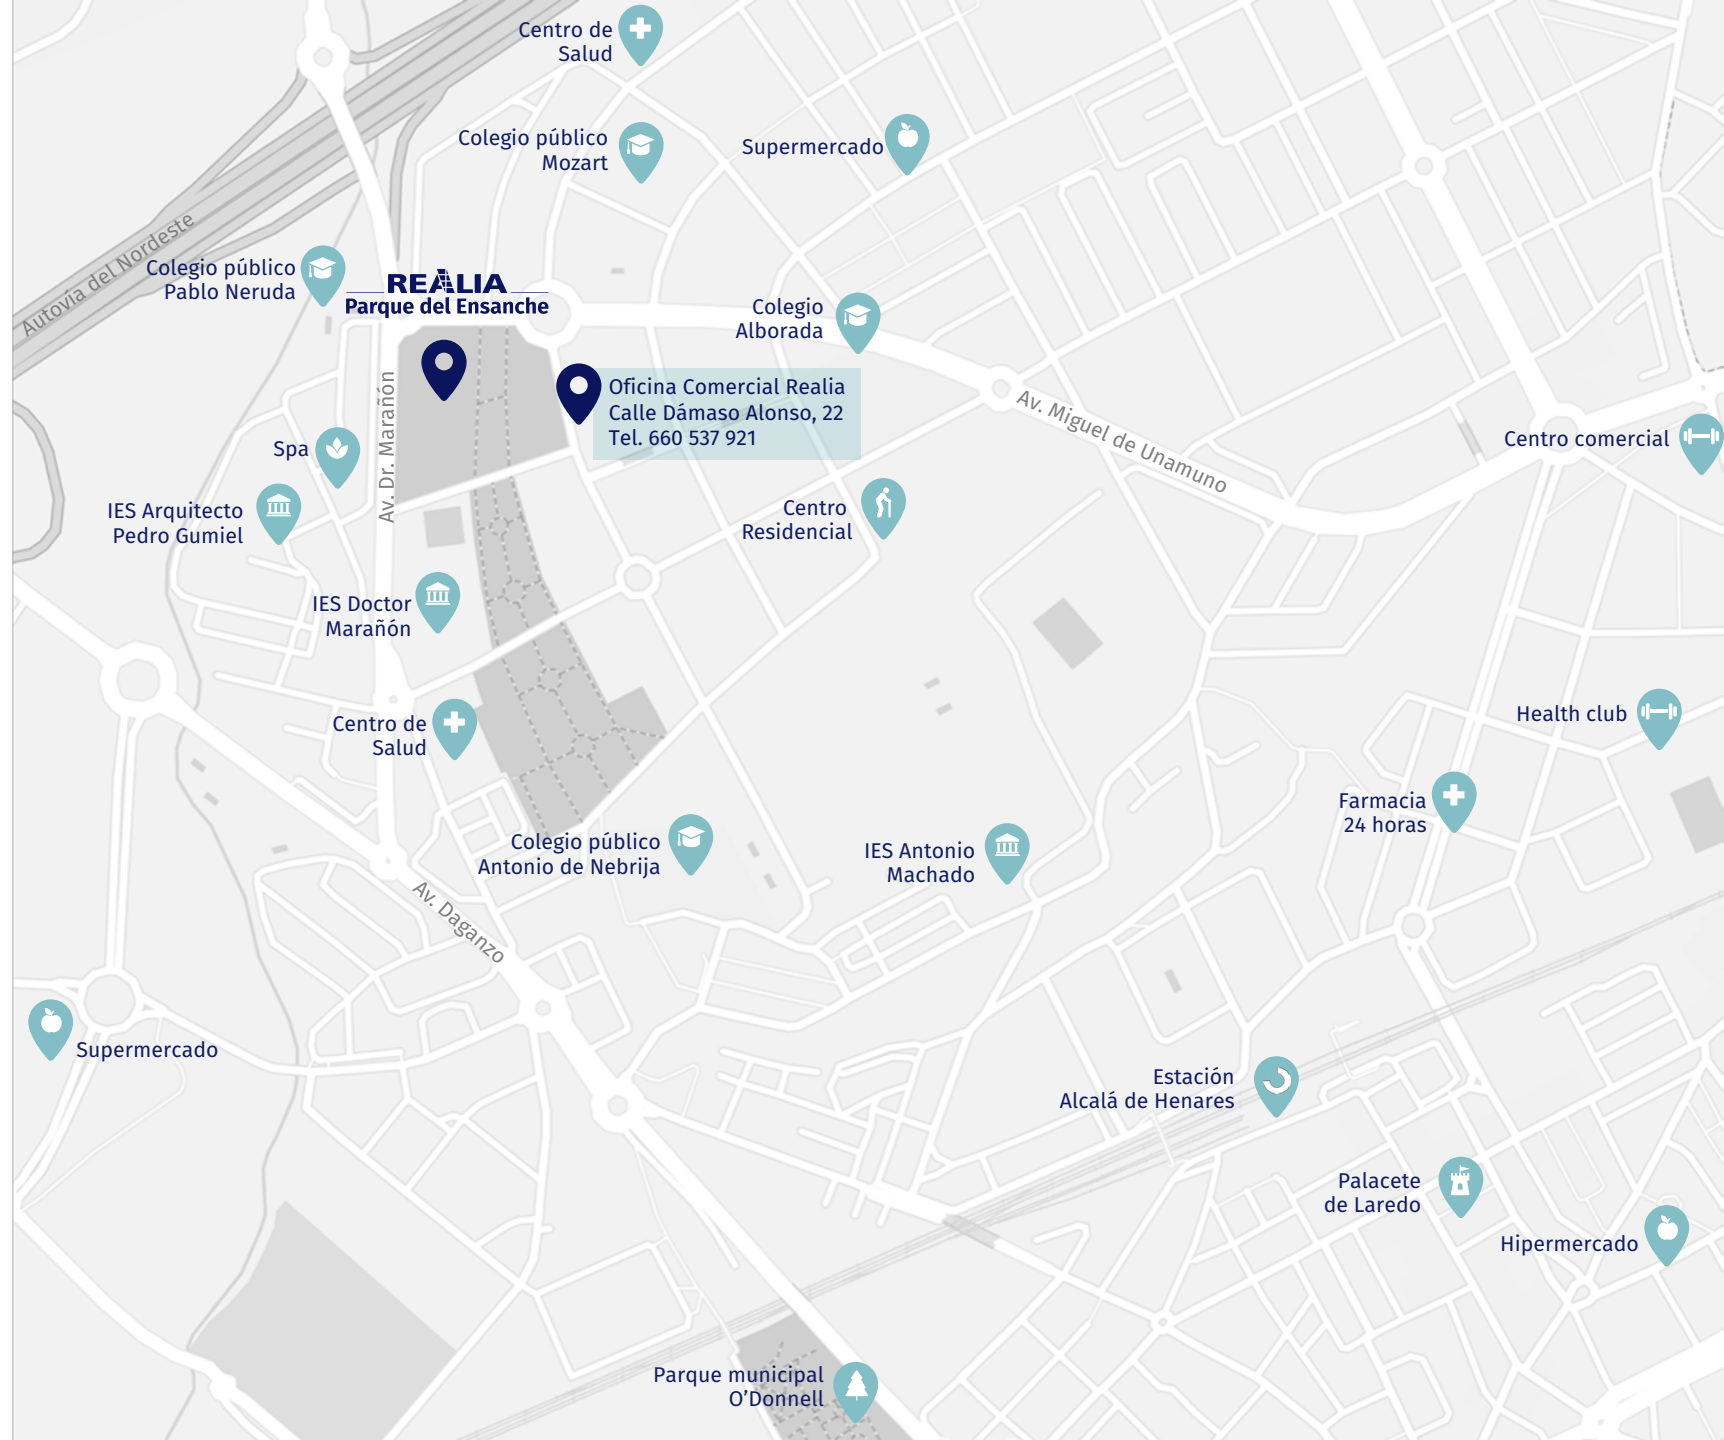 Centro de
Salud
Colegio público
Mozart
Supermercado
Autovía del Nordeste
Colegio público
Pablo Neruda
REALIA
Parque del Ensanche
Colegio
Alborada
Oficina Comercial Realia
Calle Dámaso Alonso, 22
Tel. 660 537 921
Av. Dr. Marañón
Av. Miguel de Unamuno
Centro comercial
Spa
IES Arquitecto
Pedro Gumiel
Centro
Residencial
IES Doctor
Marañón
Centro de
Salud
Health club
Farmacia
24 horas
Colegio público
Antonio de Nebrija
IES Antonio
Machado
Av. Daganzo
Supermercado
Estación
Alcalá de Henares
Palacete
de Laredo
Hipermercado
Parque municipal
O’Donnell